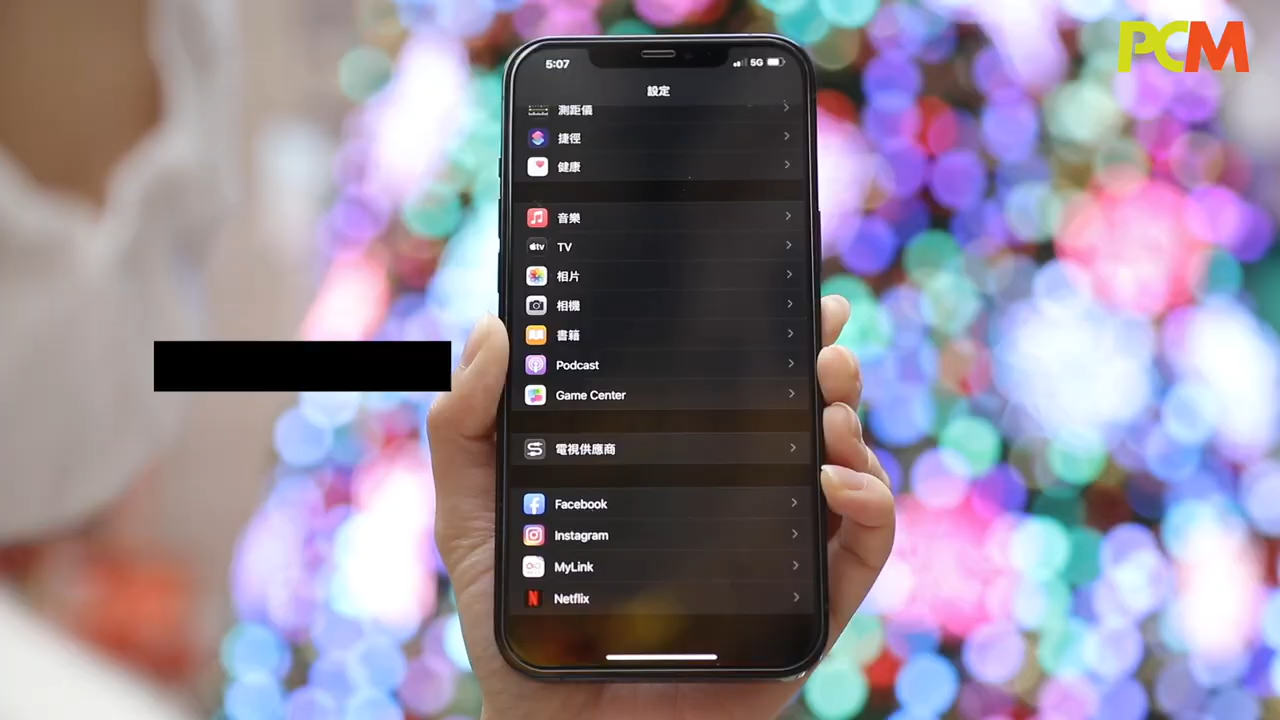 PCM
5:07
5G
設定
測距儀
捷徑
健康
音樂
tv
TV
相片
相機
書籍
Podcast
Game Center
電視供應商
Facebook
Instagram
MyLink
Netflix